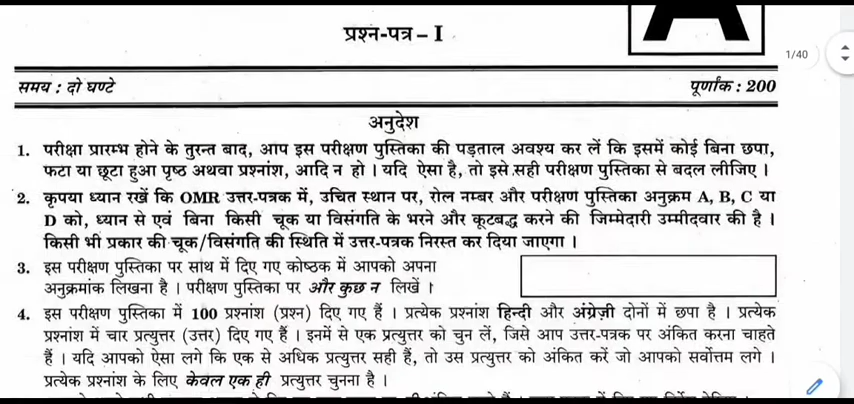 प्रश्न-पत्र – I
A
1/40
समय : दो घण्टे
पूर्णांक : 200
अनुदेश
1. परीक्षा प्रारम्भ होने के तुरन्त बाद, आप इस परीक्षण पुस्तिका की पड़ताल अवश्य कर लें कि इसमें कोई बिना छपा,
फटा या छूटा हुआ पृष्ठ अथवा प्रश्नांश, आदि न हो । यदि ऐसा है, तो इसे सही परीक्षण पुस्तिका से बदल लीजिए ।
2. कृपया ध्यान रखें कि OMR उत्तर-पत्रक में, उचित स्थान पर, रोल नम्बर और परीक्षण पुस्तिका अनुक्रम A, B, C या
D को, ध्यान से एवं बिना किसी चूक या विसंगति के भरने और कूटबद्ध करने की जिम्मेदारी उम्मीदवार की है ।
किसी भी प्रकार की चूक/विसंगति की स्थिति में उत्तर-पत्रक निरस्त कर दिया जाएगा ।
3. इस परीक्षण पुस्तिका पर साथ में दिए गए कोष्ठक में आपको अपना
अनुक्रमांक लिखना है । परीक्षण पुस्तिका पर और कुछ न लिखें ।
4. इस परीक्षण पुस्तिका में 100 प्रश्नांश (प्रश्न) दिए गए हैं । प्रत्येक प्रश्नांश हिन्दी और अंग्रेज़ी दोनों में छपा है । प्रत्येक
प्रश्नांश में चार प्रत्युत्तर (उत्तर) दिए गए हैं । इनमें से एक प्रत्युत्तर को चुन लें, जिसे आप उत्तर-पत्रक पर अंकित करना चाहते
हैं । यदि आपको ऐसा लगे कि एक से अधिक प्रत्युत्तर सही हैं, तो उस प्रत्युत्तर को अंकित करें जो आपको सर्वोत्तम लगे ।
प्रत्येक प्रश्नांश के लिए केवल एक ही प्रत्युत्तर चुनना है ।